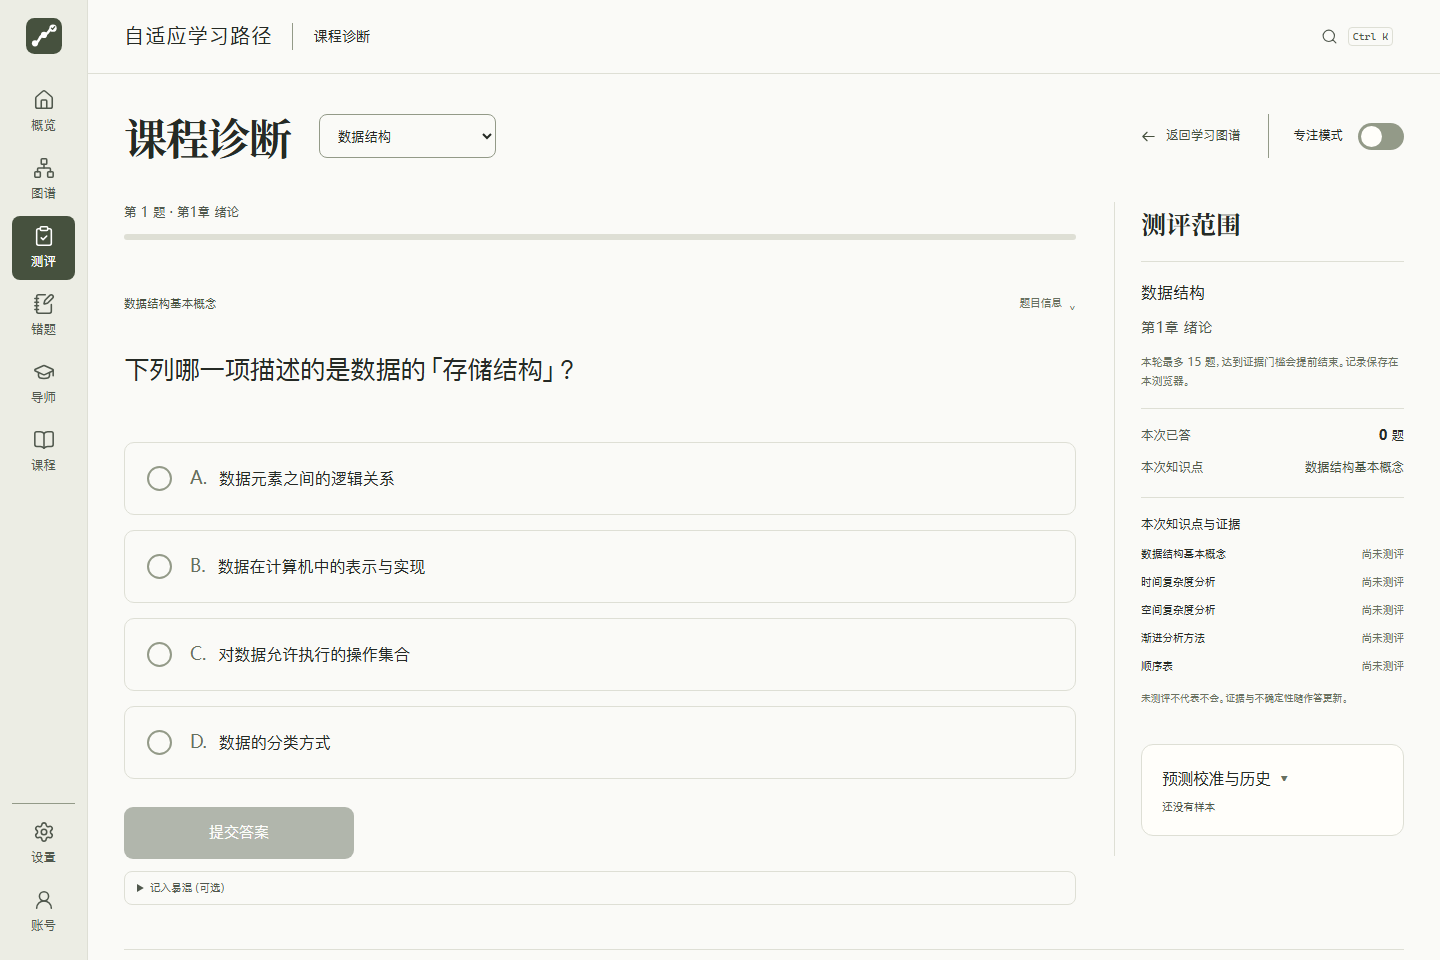 自适应学习路径
课程诊断
Ctrl K
概览
图谱
测评
错题
导师
课程
设置
账号
课程诊断
数据结构
返回学习图谱
专注模式
第 1 题 · 第1章 绪论
数据结构基本概念
题目信息
下列哪一项描述的是数据的「存储结构」?
A. 数据元素之间的逻辑关系
B. 数据在计算机中的表示与实现
C. 对数据允许执行的操作集合
D. 数据的分类方式
提交答案
测评范围
数据结构
第1章 绪论
本轮最多 15 题,达到证据门槛会提前结束。记录保存在
本浏览器。
本次已答
0 题
本次知识点
数据结构基本概念
本次知识点与证据
数据结构基本概念
尚未测评
时间复杂度分析
尚未测评
空间复杂度分析
尚未测评
渐进分析方法
尚未测评
顺序表
尚未测评
未测评不代表不会。证据与不确定性随作答更新。
预测校准与历史
还没有样本